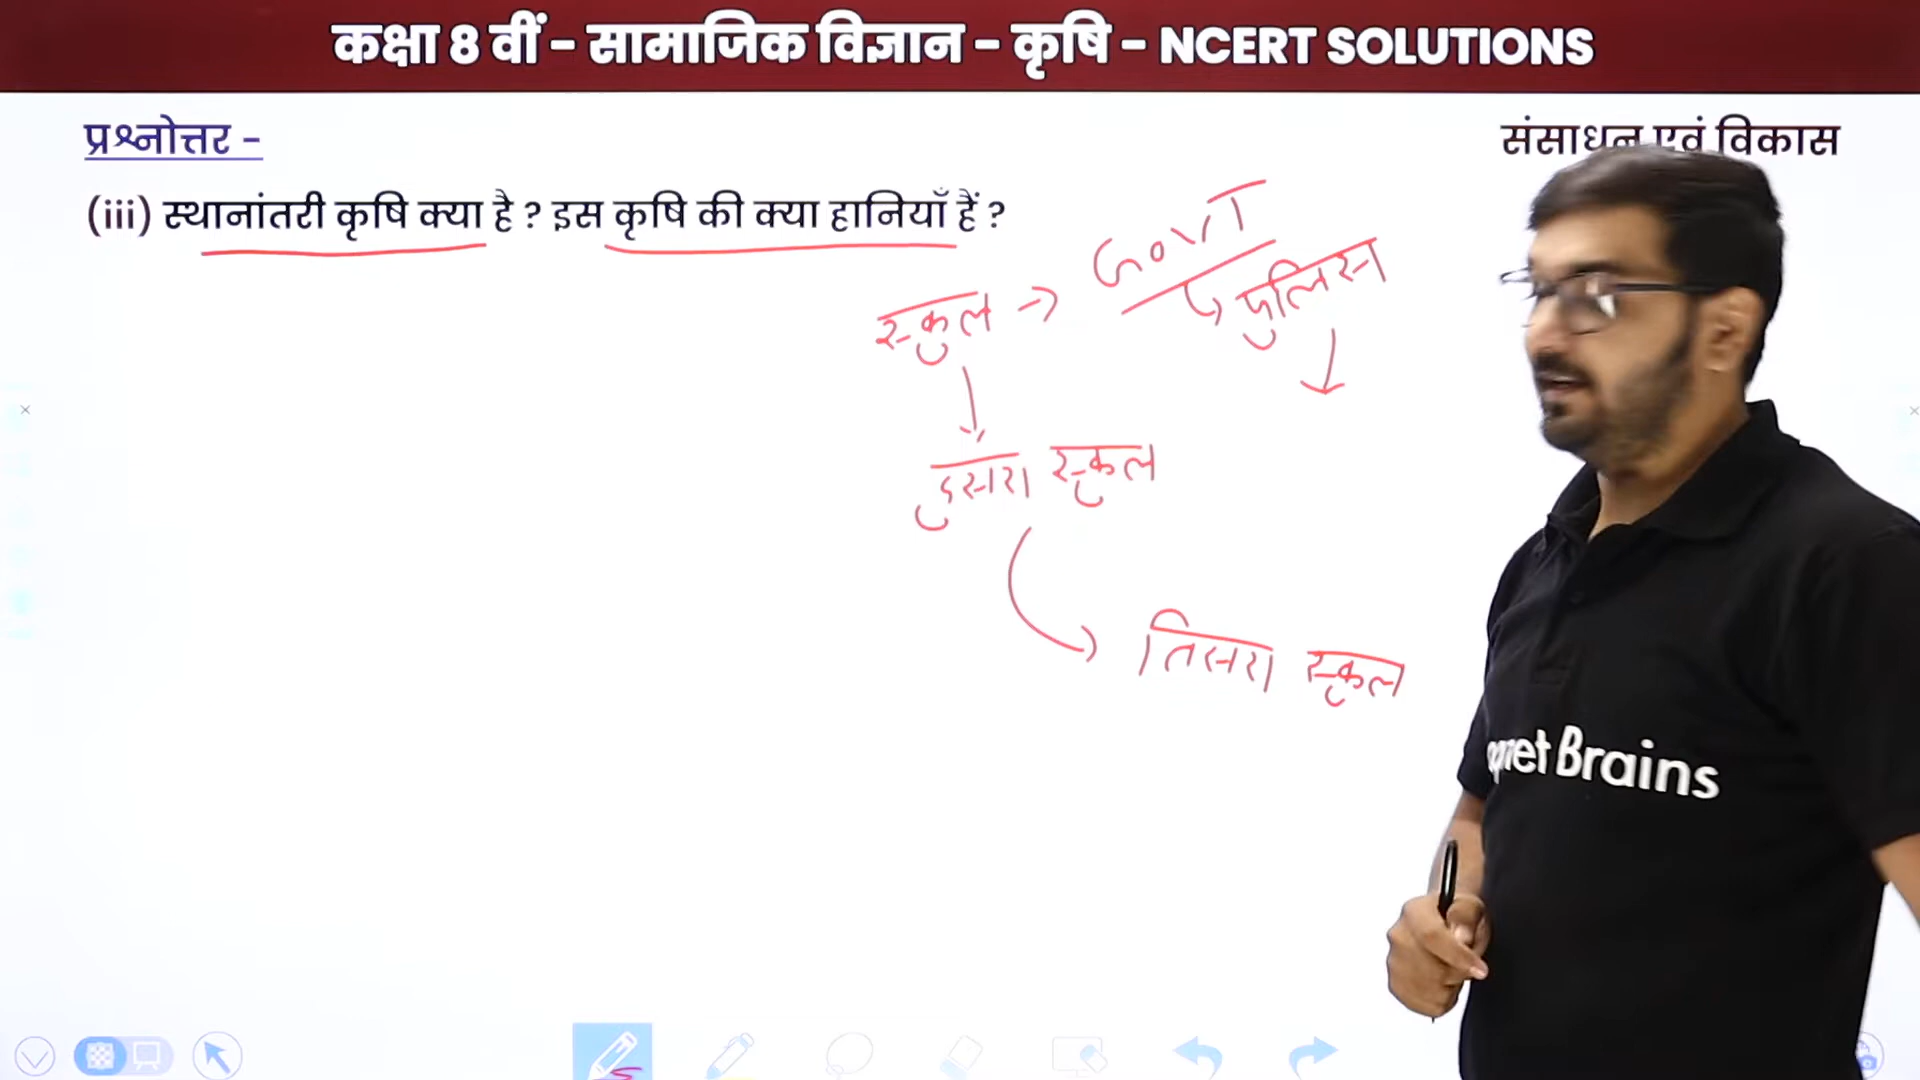 कक्षा 8 वीं - सामाजिक विज्ञान - कृषि - NCERT SOLUTIONS
प्रश्नोत्तर -
संसाधन एवं विकास
(iii) स्थानांतरी कृषि क्या है ? इस कृषि की क्या हानियाँ हैं ?
स्कुल → GOVT
↳ पुलिस
दुसरा स्कुल
तिसरा स्कुल
Brains